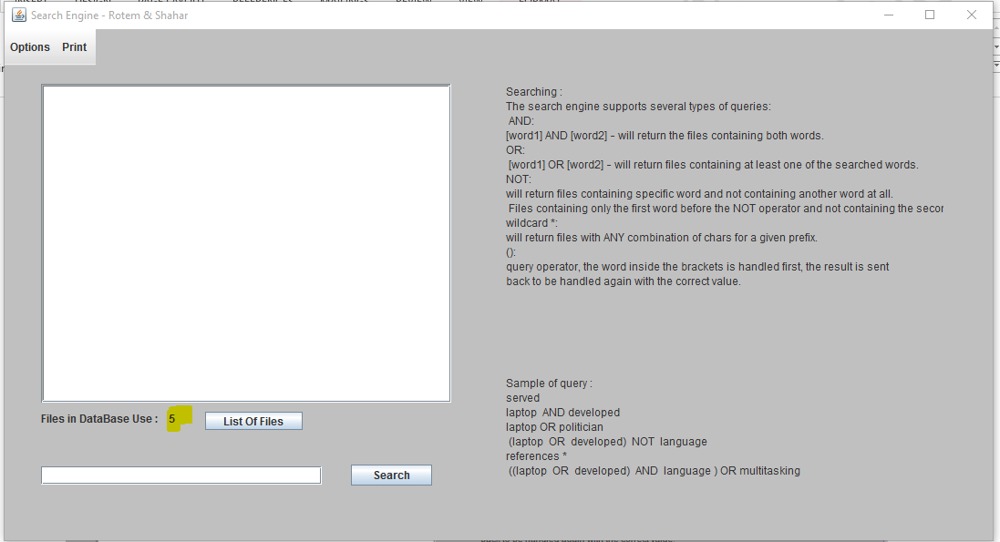 Search Engine - Rotem & Shahar
Options Print
Searching :
The search engine supports several types of queries:
AND:
[word1] AND [word2] - will return the files containing both words.
OR:
[word1] OR [word2] - will return files containing at least one of the searched words.
NOT:
will return files containing specific word and not containing another word at all.
Files containing only the first word before the NOT operator and not containing the
wildcard *:
will return files with ANY combination of chars for a given prefix.
():
query operator, the word inside the brackets is handled first, the result is sent
back to be handled again with the correct value.
Files in DataBase Use : 5 List Of Files
Search
Sample of query :
served
laptop AND developed
laptop OR politician
(laptop OR developed) NOT language
references *
((laptop OR developed) AND language ) OR multitasking